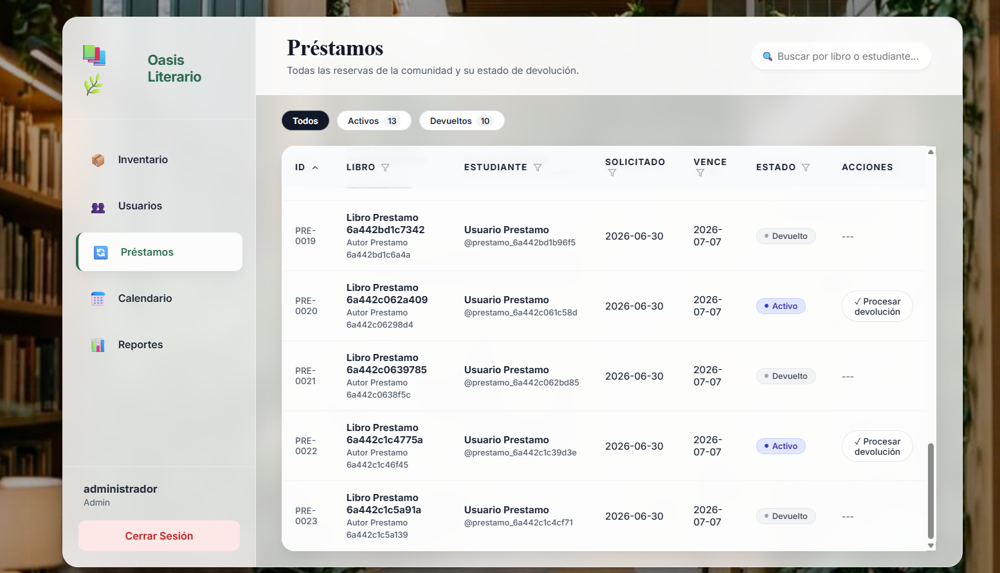 Oasis
Literario
Inventario
Usuarios
Préstamos
Calendario
Reportes
administrador
Admin
Cerrar Sesión
Préstamos
Todas las reservas de la comunidad y su estado de devolución.
Buscar por libro o estudiante...
Todos
Activos 13
Devueltos 10
ID
LIBRO
ESTUDIANTE
SOLICITADO
VENCE
ESTADO
ACCIONES
PRE-
0019
Libro Prestamo
6a442bd1c7342
Autor Prestamo
6a442bd1c6a4a
Usuario Prestamo
@prestamo_6a442bd1b96f5
2026-06-30
2026-
07-07
Devuelto
---
PRE-
0020
Libro Prestamo
6a442c062a409
Autor Prestamo
6a442c06298d4
Usuario Prestamo
@prestamo_6a442c061c58d
2026-06-30
2026-
07-07
Activo
✓ Procesar
devolución
PRE-
0021
Libro Prestamo
6a442c0639785
Autor Prestamo
6a442c0638f5c
Usuario Prestamo
@prestamo_6a442c062bd85
2026-06-30
2026-
07-07
Devuelto
---
PRE-
0022
Libro Prestamo
6a442c1c4775a
Autor Prestamo
6a442c1c46f45
Usuario Prestamo
@prestamo_6a442c1c39d3e
2026-06-30
2026-
07-07
Activo
✓ Procesar
devolución
PRE-
0023
Libro Prestamo
6a442c1c5a91a
Autor Prestamo
6a442c1c5a139
Usuario Prestamo
@prestamo_6a442c1c4cf71
2026-06-30
2026-
07-07
Devuelto
---